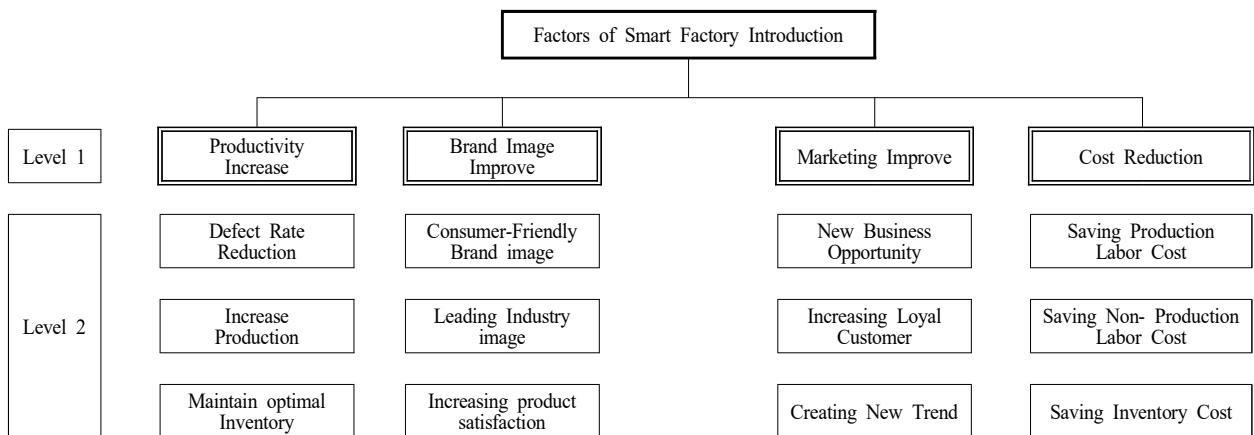 Factors of Smart Factory Introduction
Level 1
Productivity
Increase
Brand Image
Improve
Marketing Improve
Cost Reduction
Level 2
Defect Rate
Reduction
Consumer-Friendly
Brand image
New Business
Opportunity
Saving Production
Labor Cost
Increase
Production
Leading Industry
image
Increasing Loyal
Customer
Saving Non- Production
Labor Cost
Maintain optimal
Inventory
Increasing product
satisfaction
Creating New Trend
Saving Inventory Cost